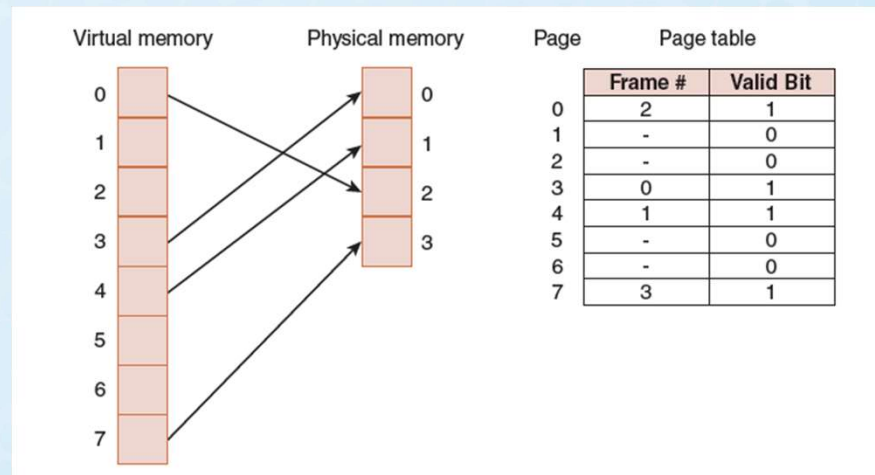 Virtual memory Physical memory Page Page table
Frame # Valid Bit
0 0 0 2 1
1 1 1 - 0
2 2 2 - 0
3 3 3 0 1
4 4 1 1
5 5 - 0
6 6 - 0
7 7 3 1